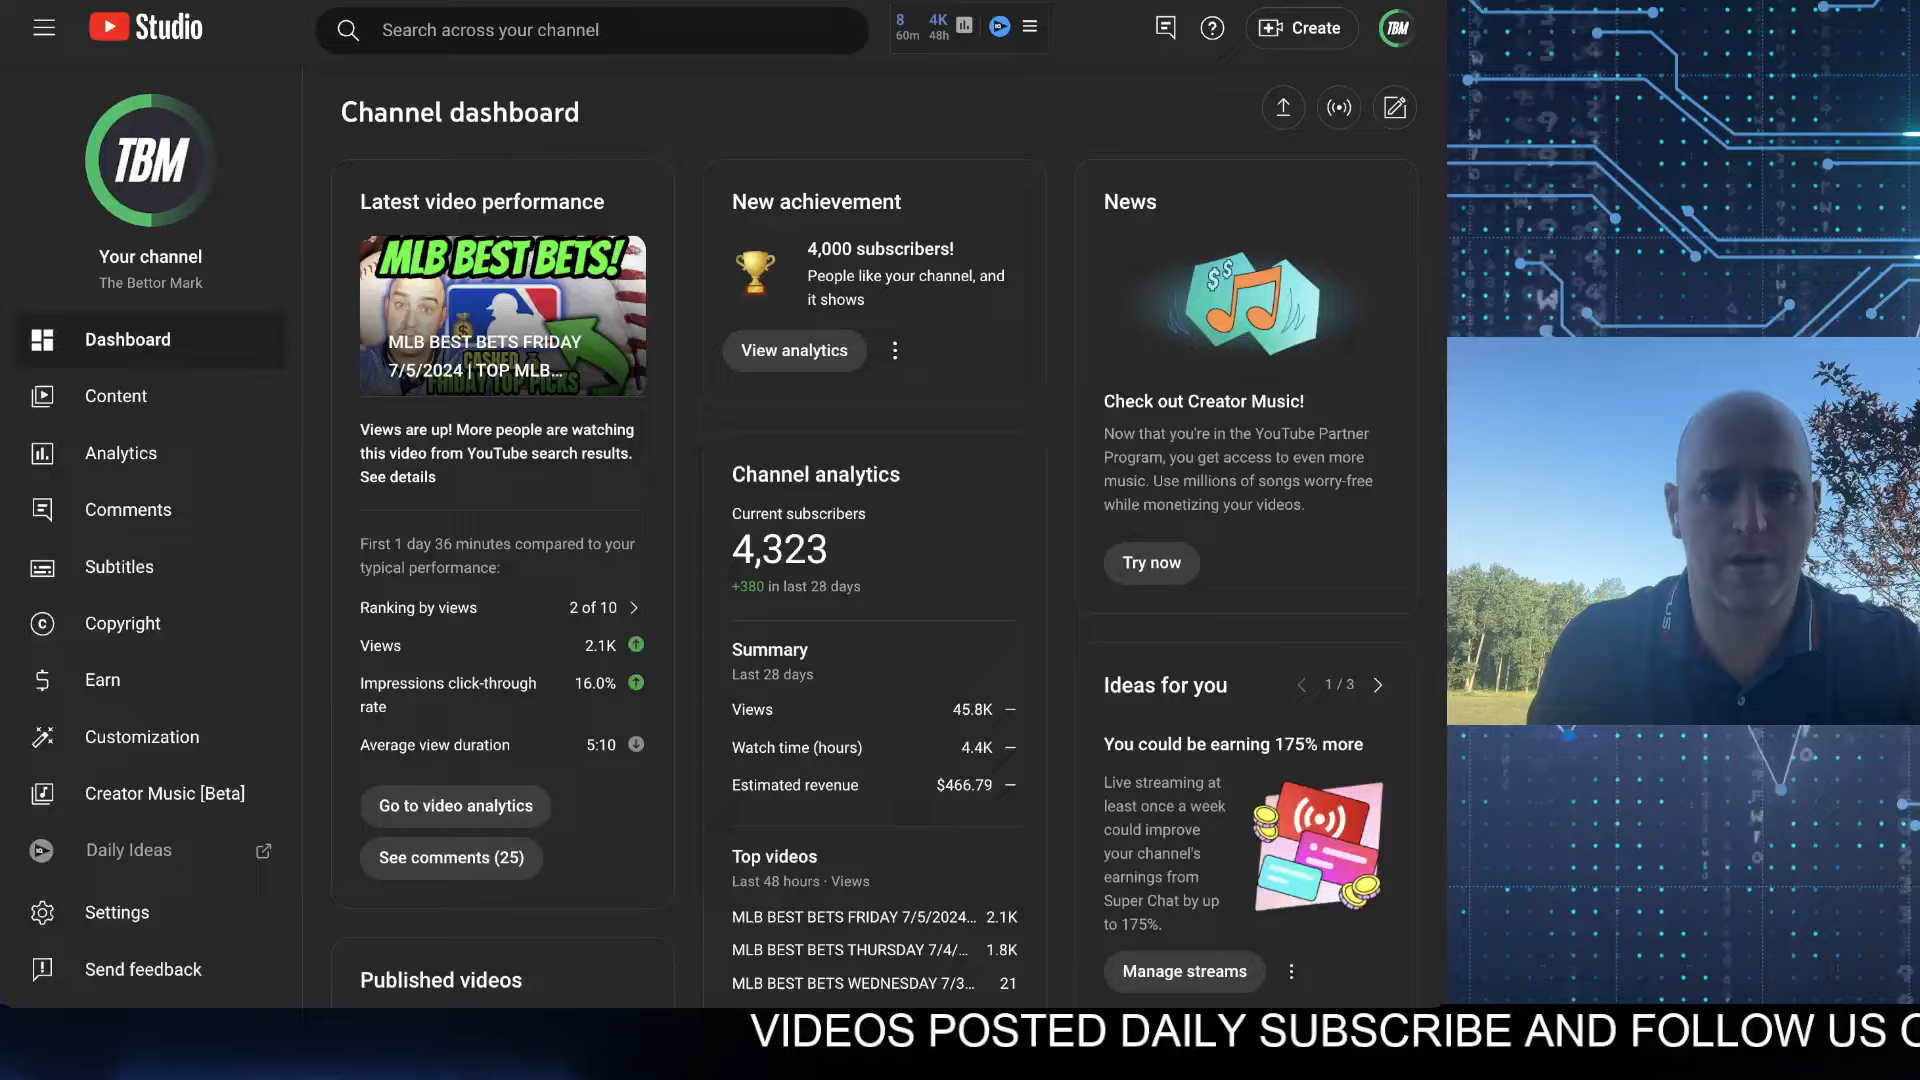 Studio
Search across your channel
8
60m
4K
48h
Create
TBM
TBM
Your channel
The Bettor Mark
Dashboard
Content
Analytics
Comments
Subtitles
Copyright
Earn
Customization
Creator Music [Beta]
Daily Ideas
Settings
Send feedback
Channel dashboard
Latest video performance
MLB BEST BETS!
MLB BEST BETS FRIDAY
7/5/2024 | TOP MLB...
CASHED
FRIDAY TOP PICKS
Views are up! More people are watching
this video from YouTube search results.
See details
First 1 day 36 minutes compared to your
typical performance:
Ranking by views 2 of 10
Views 2.1K
Impressions click-through 16.0%
rate
Average view duration 5:10
Go to video analytics
See comments (25)
Published videos
New achievement
4,000 subscribers!
People like your channel, and
it shows
View analytics
Channel analytics
Current subscribers
4,323
+380 in last 28 days
Summary
Last 28 days
Views 45.8K —
Watch time (hours) 4.4K —
Estimated revenue $466.79 —
Top videos
Last 48 hours · Views
MLB BEST BETS FRIDAY 7/5/2024... 2.1K
MLB BEST BETS THURSDAY 7/4/... 1.8K
MLB BEST BETS WEDNESDAY 7/3... 21
News
$$
Check out Creator Music!
Now that you're in the YouTube Partner
Program, you get access to even more
music. Use millions of songs worry-free
while monetizing your videos.
Try now
Ideas for you
1 / 3
You could be earning 175% more
Live streaming at
least once a week
could improve
your channel's
earnings from
Super Chat by up
to 175%.
Manage streams
VIDEOS POSTED DAILY SUBSCRIBE AND FOLLOW US